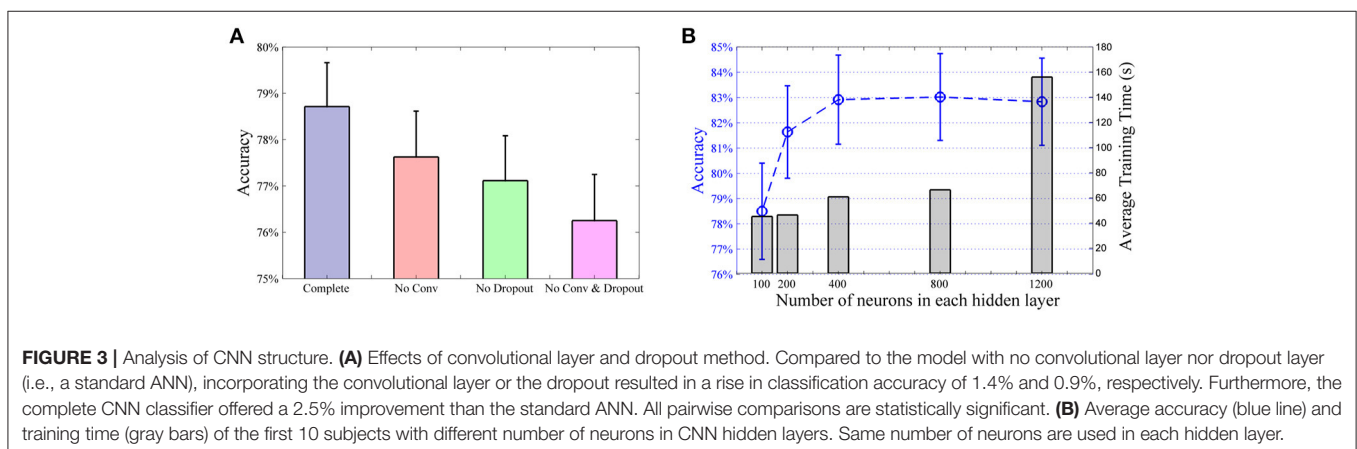 A
80%
79%
78%
77%
76%
75%
Accuracy
Complete
No Conv
No Dropout
No Conv & Dropout
B
85%
84%
83%
82%
81%
80%
79%
78%
77%
76%
Accuracy
180
160
140
120
100
80
60
40
20
0
Average Training Time (s)
100
200
400
800
1200
Number of neurons in each hidden layer
FIGURE 3 | Analysis of CNN structure. (A) Effects of convolutional layer and dropout method. Compared to the model with no convolutional layer nor dropout layer
(i.e., a standard ANN), incorporating the convolutional layer or the dropout resulted in a rise in classification accuracy of 1.4% and 0.9%, respectively. Furthermore, the
complete CNN classifier offered a 2.5% improvement than the standard ANN. All pairwise comparisons are statistically significant. (B) Average accuracy (blue line) and
training time (gray bars) of the first 10 subjects with different number of neurons in CNN hidden layers. Same number of neurons are used in each hidden layer.